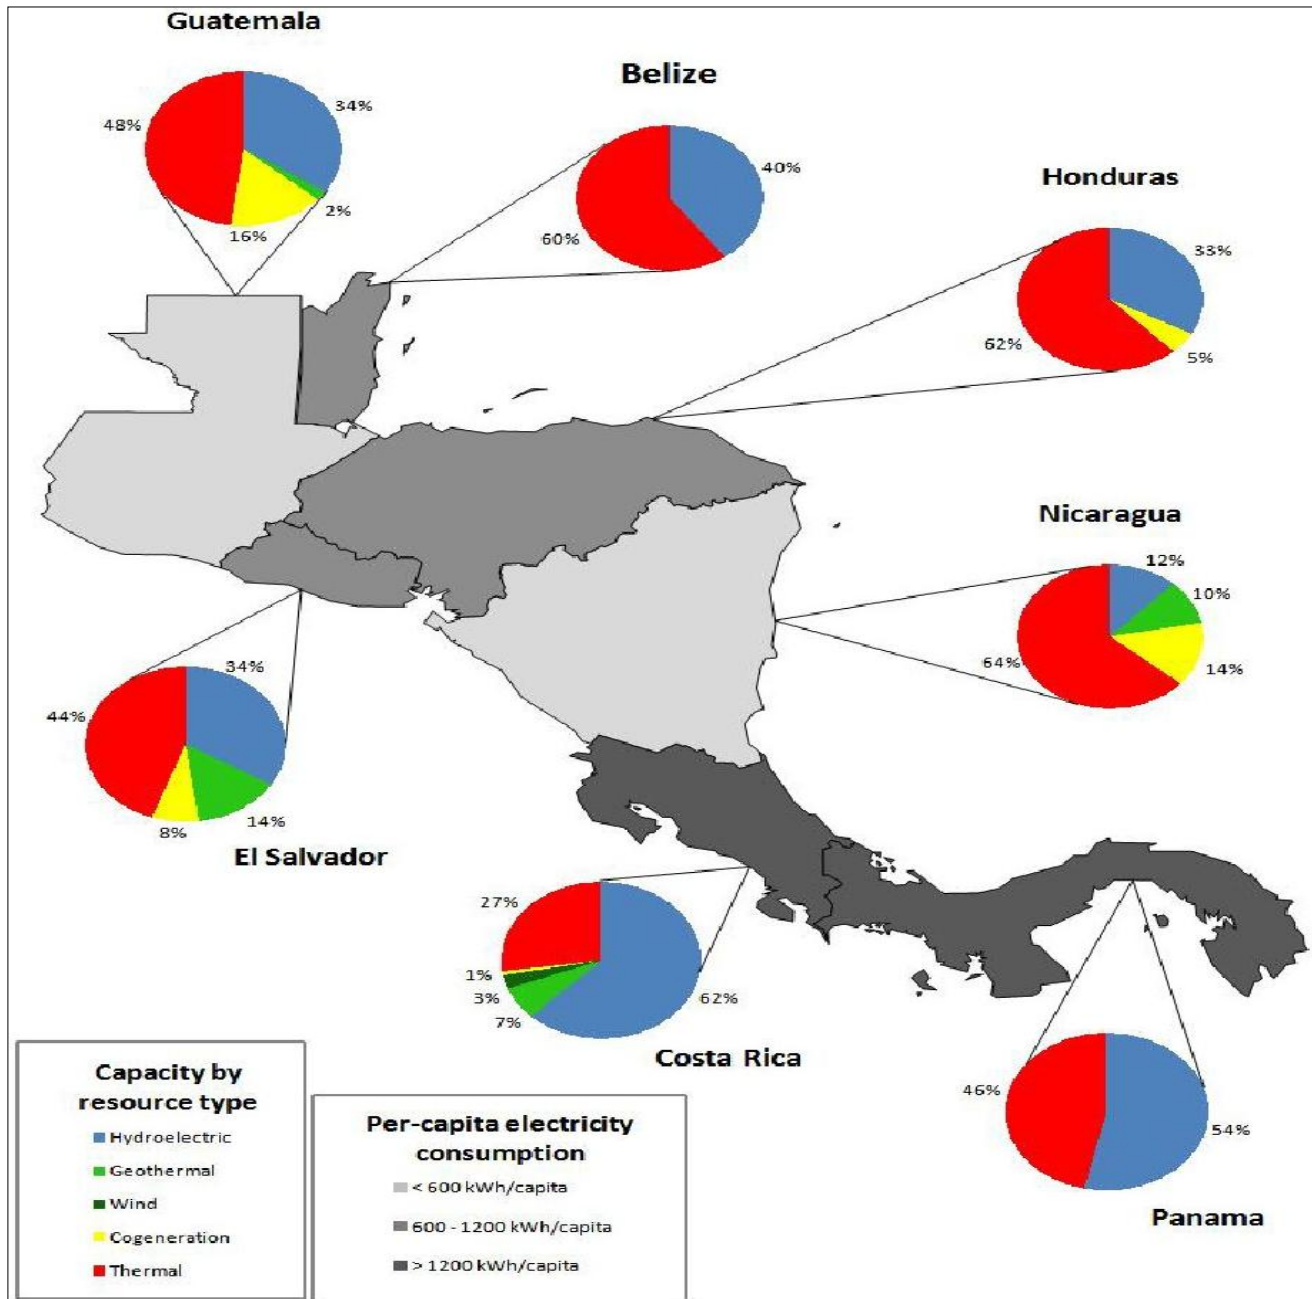 Guatemala
48%
34%
16%
2%
Belize
40%
60%
Honduras
33%
62%
5%
Nicaragua
12%
10%
64%
14%
34%
44%
8%
14%
El Salvador
27%
1%
3%
7%
62%
Costa Rica
46%
54%
Panama
Capacity by
resource type
Hydroelectric
Geothermal
Wind
Cogeneration
Thermal
Per-capita electricity
consumption
< 600 kWh/capita
600 - 1200 kWh/capita
> 1200 kWh/capita